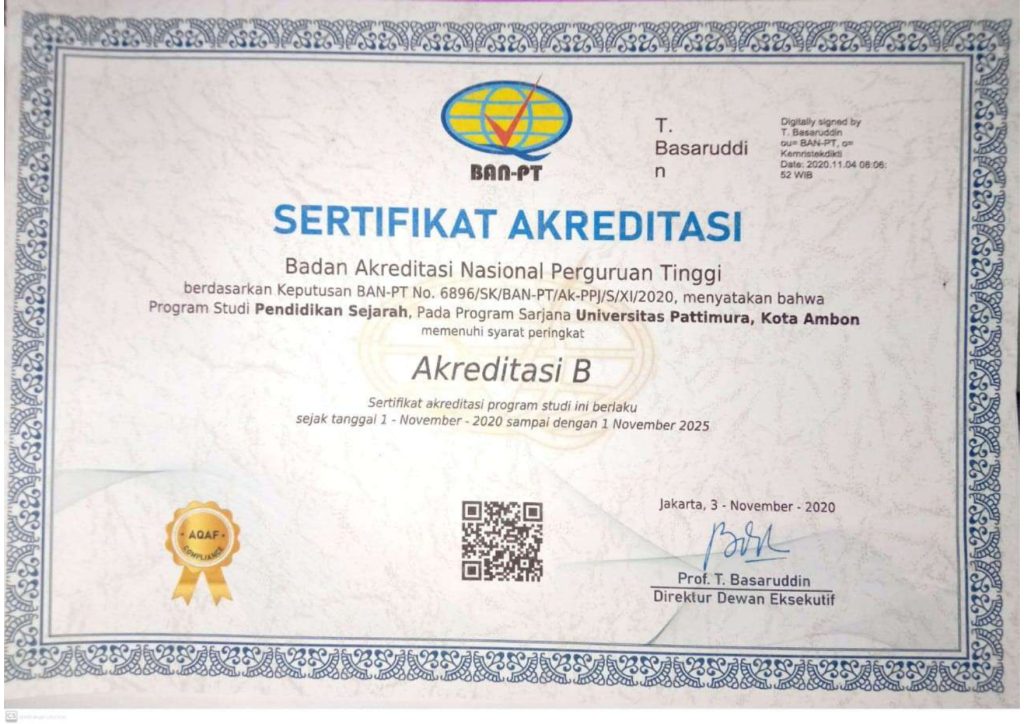 BAN-PT
T.
Basaruddi
n
Digitally signed by
T. Basaruddin
ou= BAN-PT, o=
Kemristekdikti
Date: 2020.11.04 08:06:
52 WIB
SERTIFIKAT AKREDITASI
Badan Akreditasi Nasional Perguruan Tinggi
berdasarkan Keputusan BAN-PT No. 6896/SK/BAN-PT/Ak-PPJ/S/XI/2020, menyatakan bahwa
Program Studi Pendidikan Sejarah, Pada Program Sarjana Universitas Pattimura, Kota Ambon
memenuhi syarat peringkat
Akreditasi B
Sertifikat akreditasi program studi ini berlaku
sejak tanggal 1 - November - 2020 sampai dengan 1 November 2025
AQAF
COMPLIANCE
Jakarta, 3 - November - 2020
Prof. T. Basaruddin
Direktur Dewan Eksekutif
CS